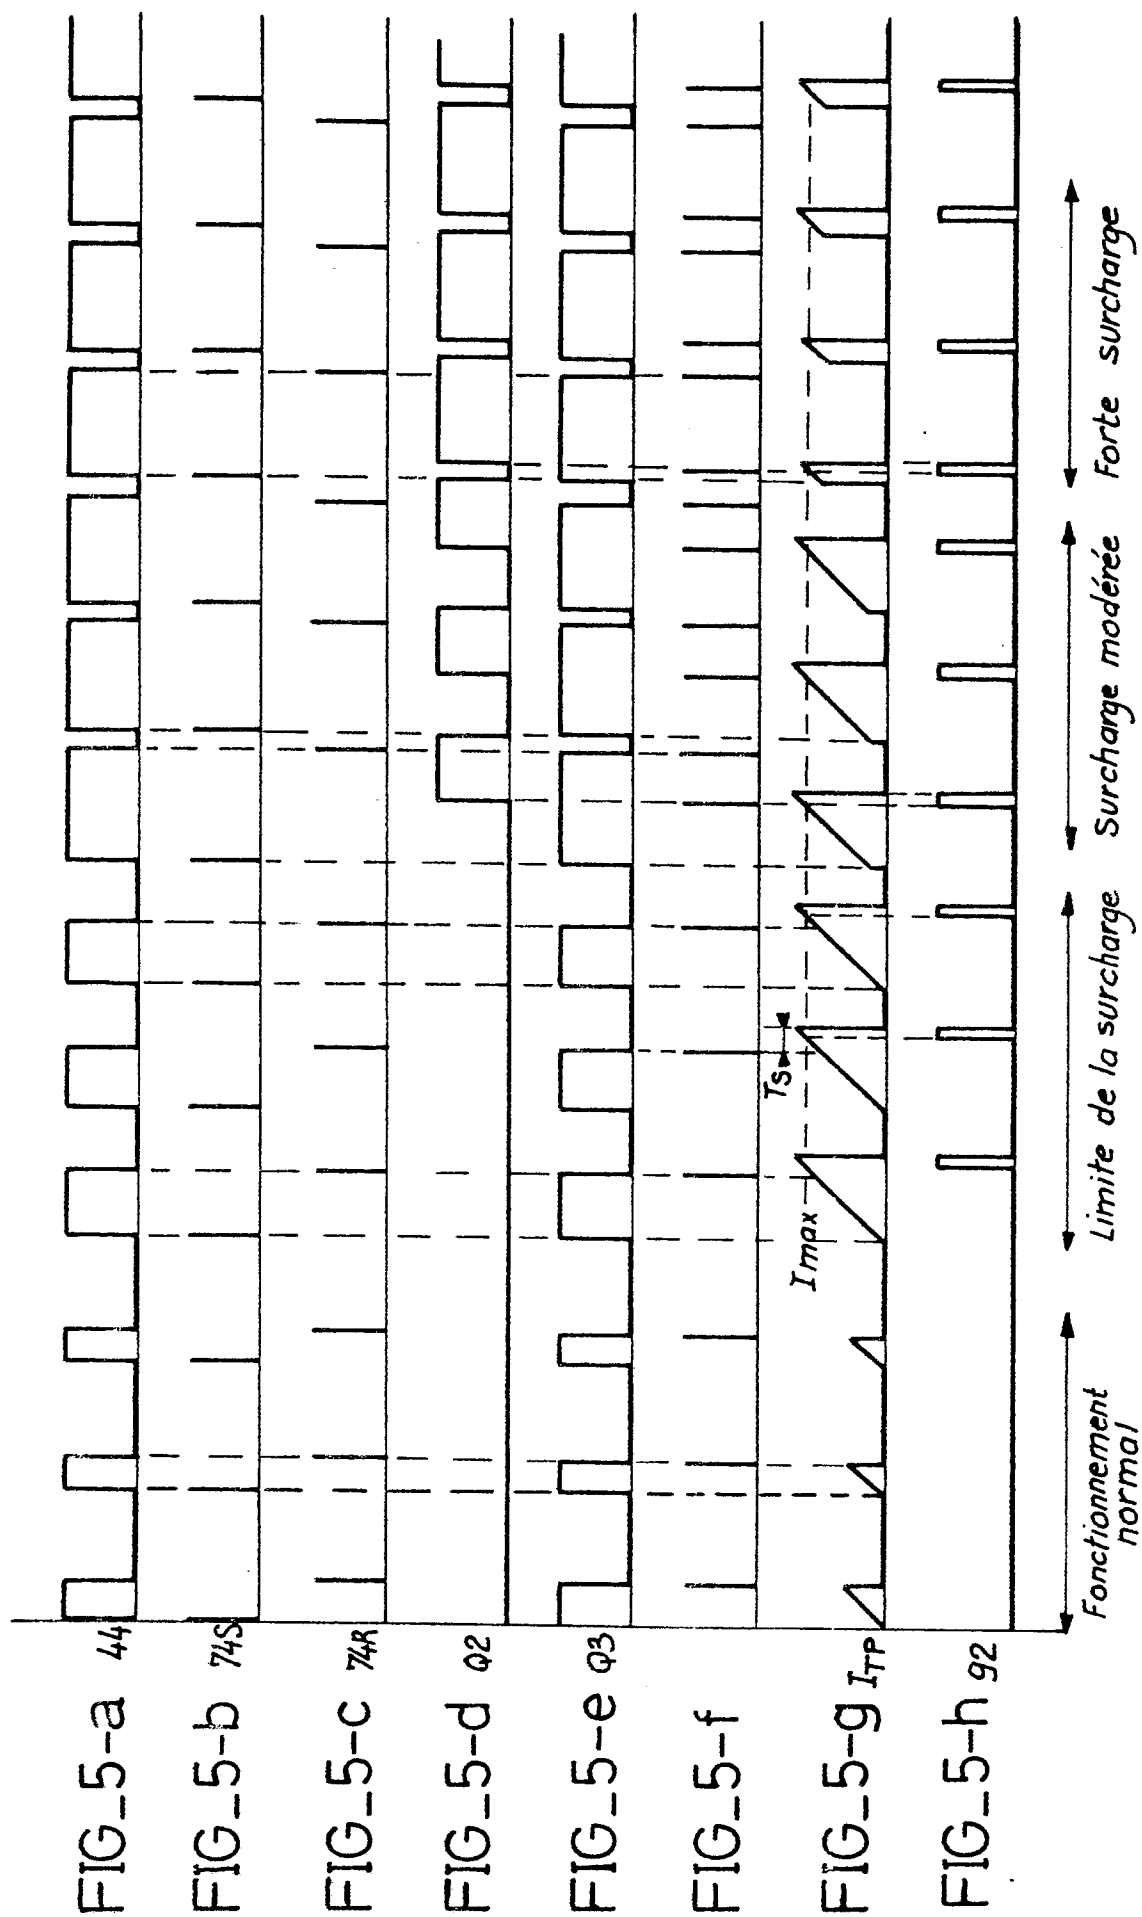 FIG_5-a 44
FIG_5-b 74S
FIG_5-c 74R
FIG_5-d Q2
FIG_5-e Q3
FIG_5-f
FIG_5-g ITP
Imax
TS
FIG_5-h 92
Fonctionnement
normal
Limite de la surcharge
Surcharge modérée
Forte surcharge